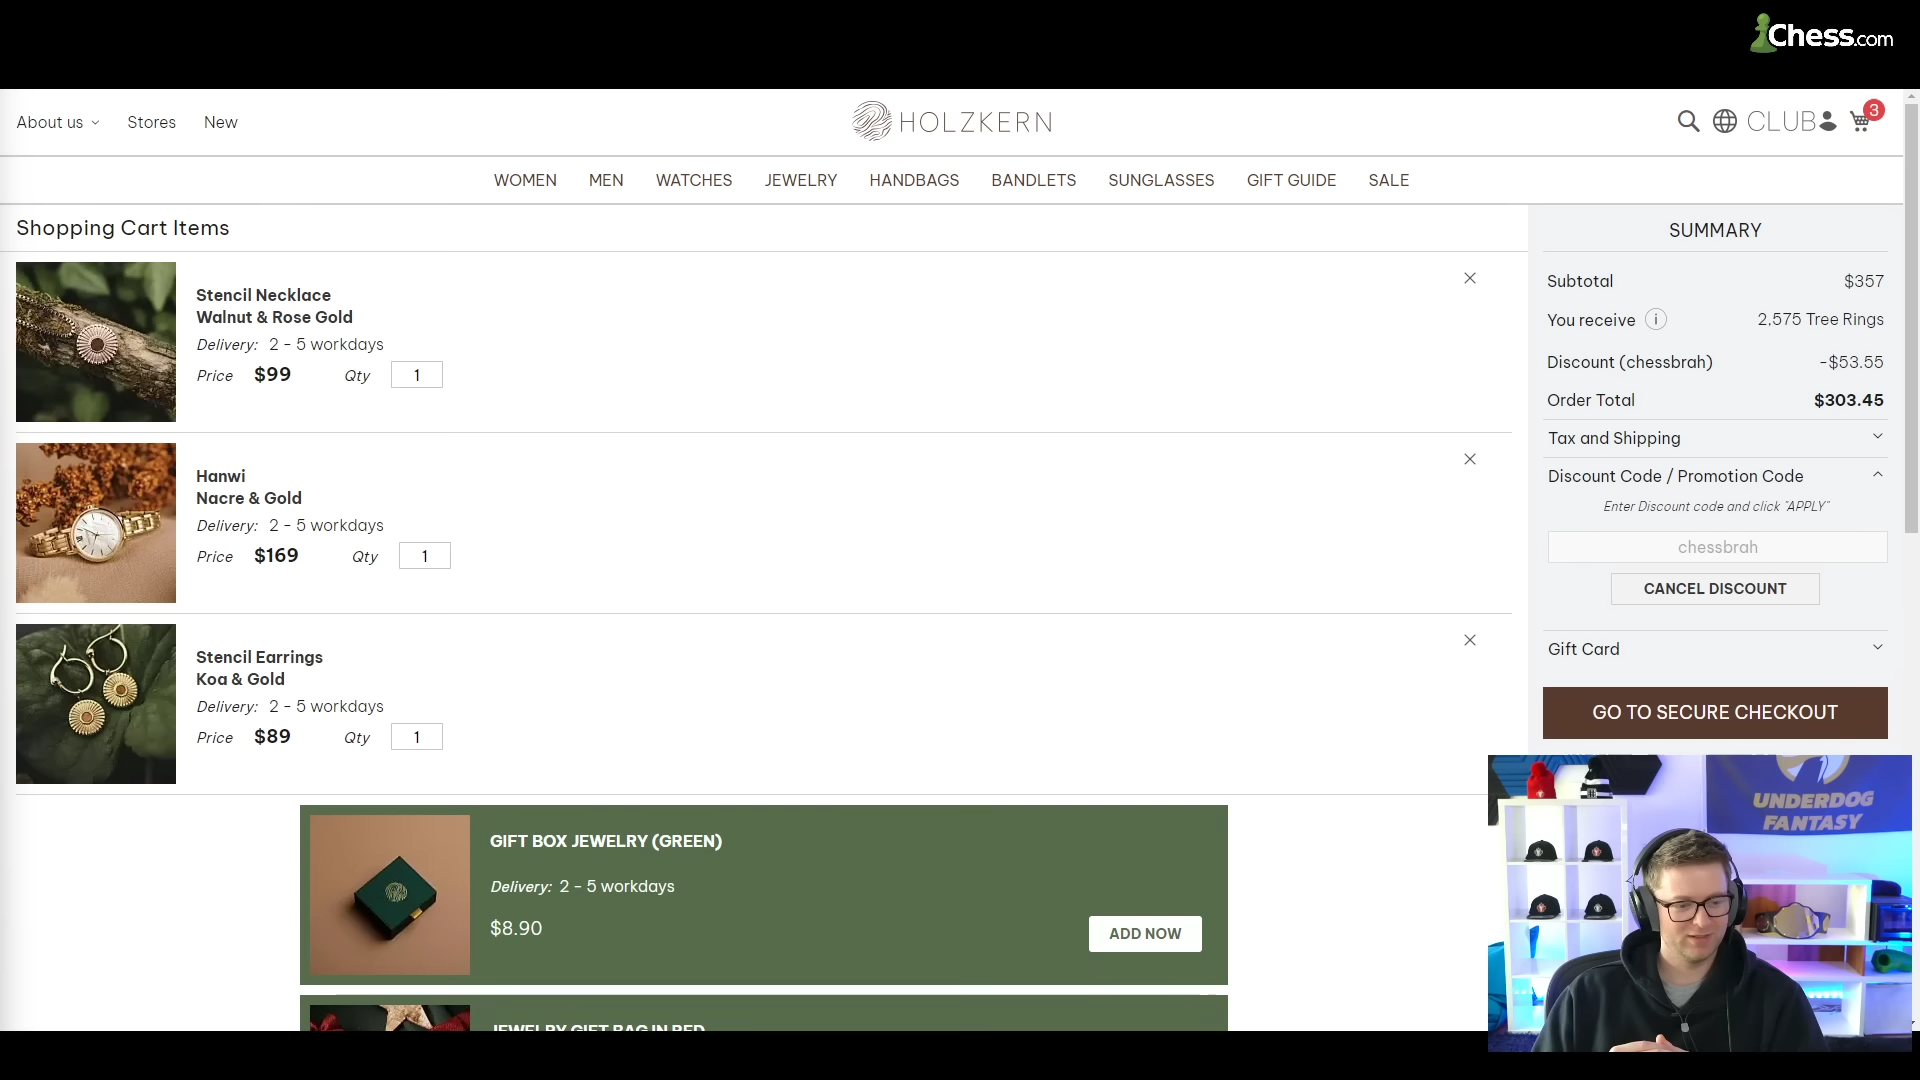 Chess.com
About us
Stores
New
HOLZKERN
CLUB
3
WOMEN
MEN
WATCHES
JEWELRY
HANDBAGS
BANDLETS
SUNGLASSES
GIFT GUIDE
SALE
Shopping Cart Items
Stencil Necklace
Walnut & Rose Gold
Delivery: 2 - 5 workdays
Price $99 Qty 1
Hanwi
Nacre & Gold
Delivery: 2 - 5 workdays
Price $169 Qty 1
Stencil Earrings
Koa & Gold
Delivery: 2 - 5 workdays
Price $89 Qty 1
GIFT BOX JEWELRY (GREEN)
Delivery: 2 - 5 workdays
$8.90
ADD NOW
JEWELRY GIFT BAG IN RED
SUMMARY
Subtotal $357
You receive i 2,575 Tree Rings
Discount (chessbrah) -$53.55
Order Total $303.45
Tax and Shipping
Discount Code / Promotion Code
Enter Discount code and click "APPLY"
chessbrah
CANCEL DISCOUNT
Gift Card
GO TO SECURE CHECKOUT
UNDERDOG
FANTASY